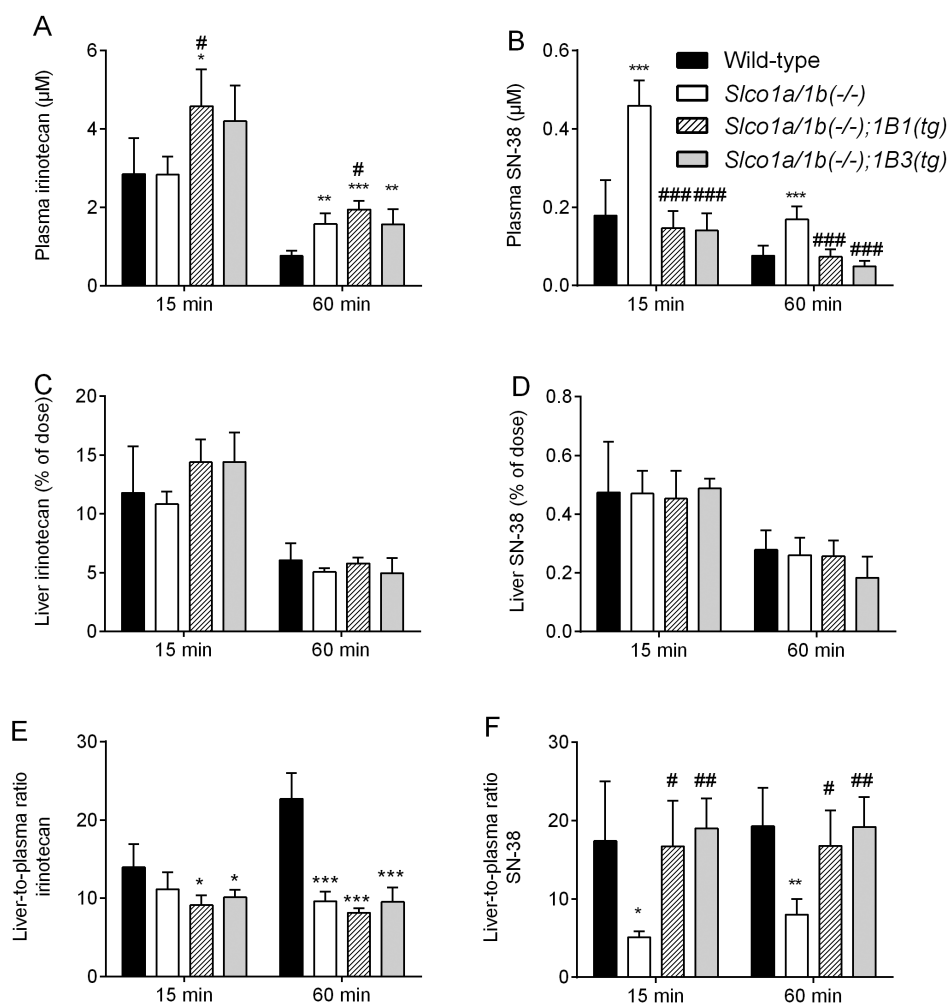 A
Plasma irinotecan (μM)
6
4
2
0
#
*
**
#
***
**
15 min
60 min
B
Plasma SN-38 (μM)
0.6
0.4
0.2
0.0
Wild-type
Slco1a/1b(-/-)
Slco1a/1b(-/-);1B1(tg)
Slco1a/1b(-/-);1B3(tg)
***
### ###
***
###
###
15 min
60 min
C
Liver irinotecan (% of dose)
20
15
10
5
0
15 min
60 min
D
Liver SN-38 (% of dose)
0.8
0.6
0.4
0.2
0.0
15 min
60 min
E
Liver-to-plasma ratio
irinotecan
30
20
10
0
*
*
***
***
***
15 min
60 min
F
Liver-to-plasma ratio
SN-38
30
20
10
0
*
#
##
**
#
##
15 min
60 min